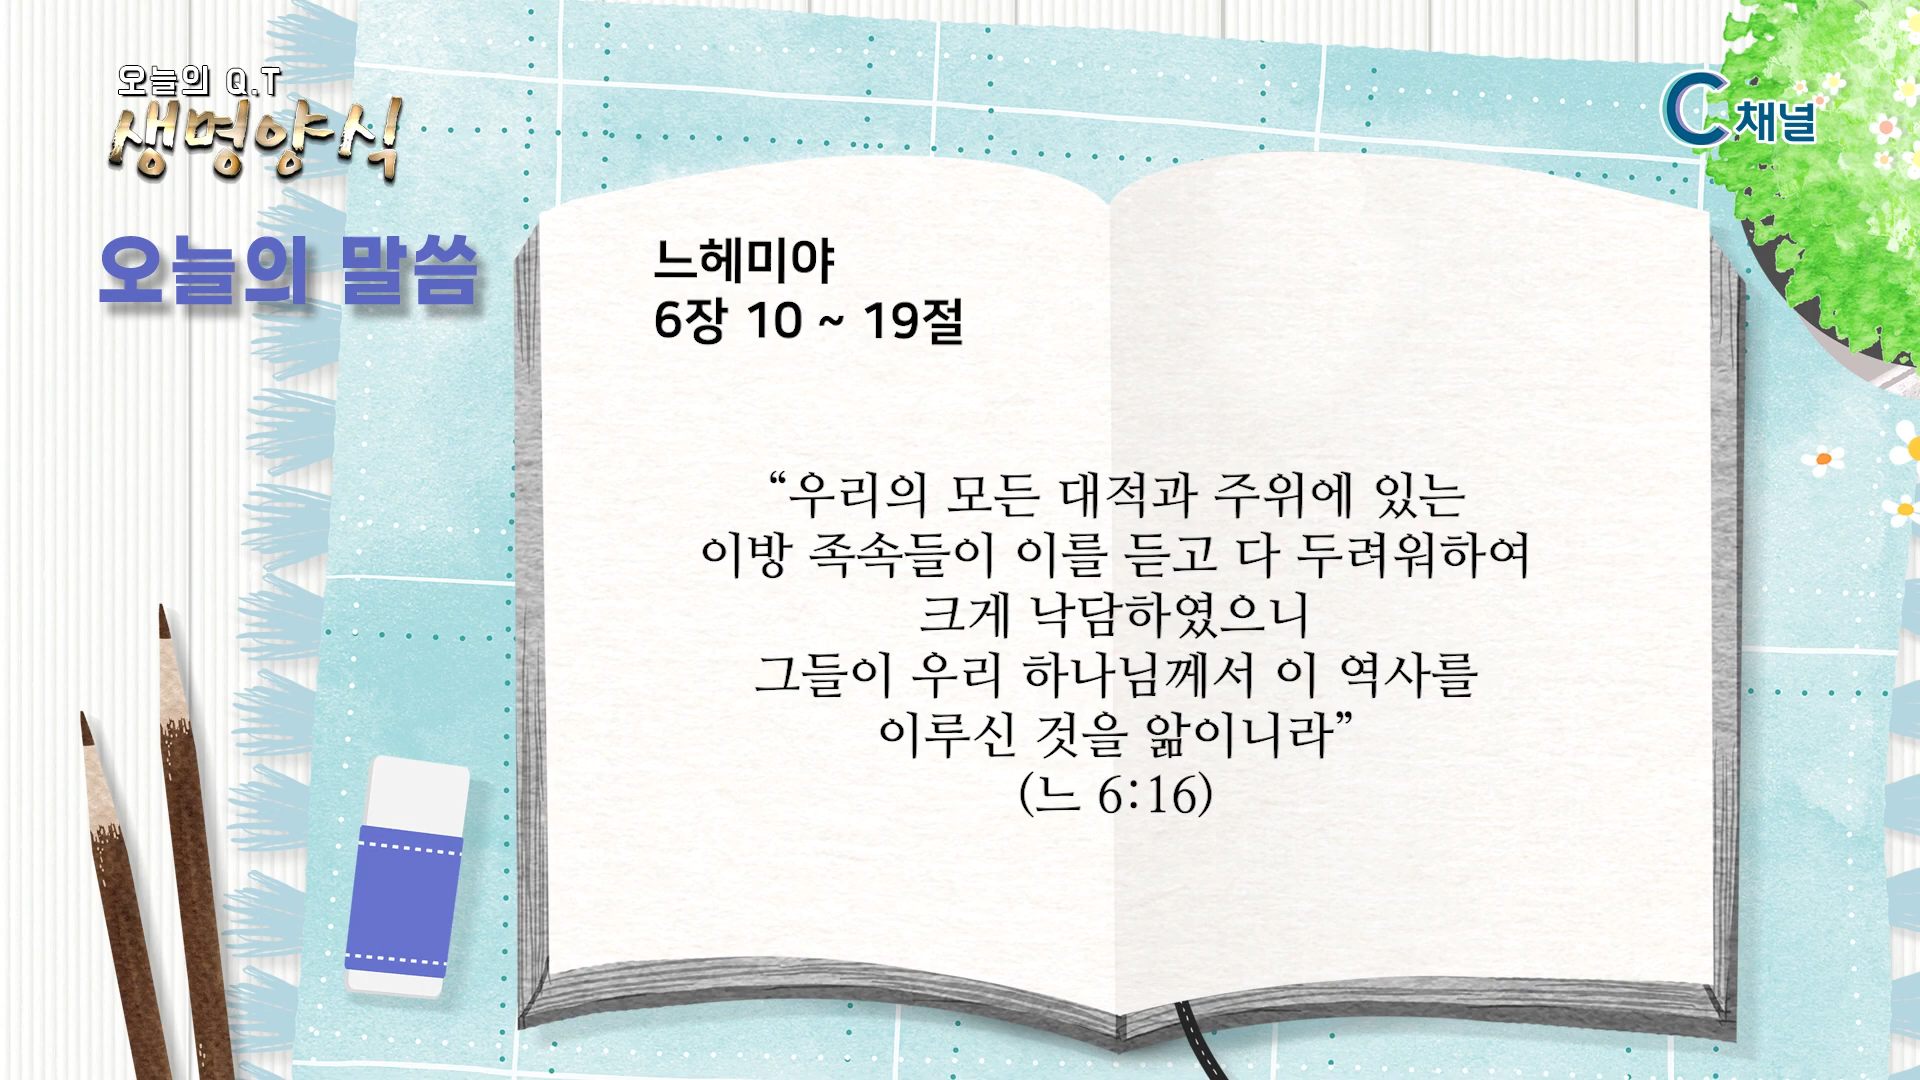 오늘의 Q.T
생명양식
C채널
오늘의 말씀
느헤미야
6장 10 ~ 19절
“우리의 모든 대적과 주위에 있는
이방 족속들이 이를 듣고 다 두려워하여
크게 낙담하였으니
그들이 우리 하나님께서 이 역사를
이루신 것을 앎이니라”
(느 6:16)